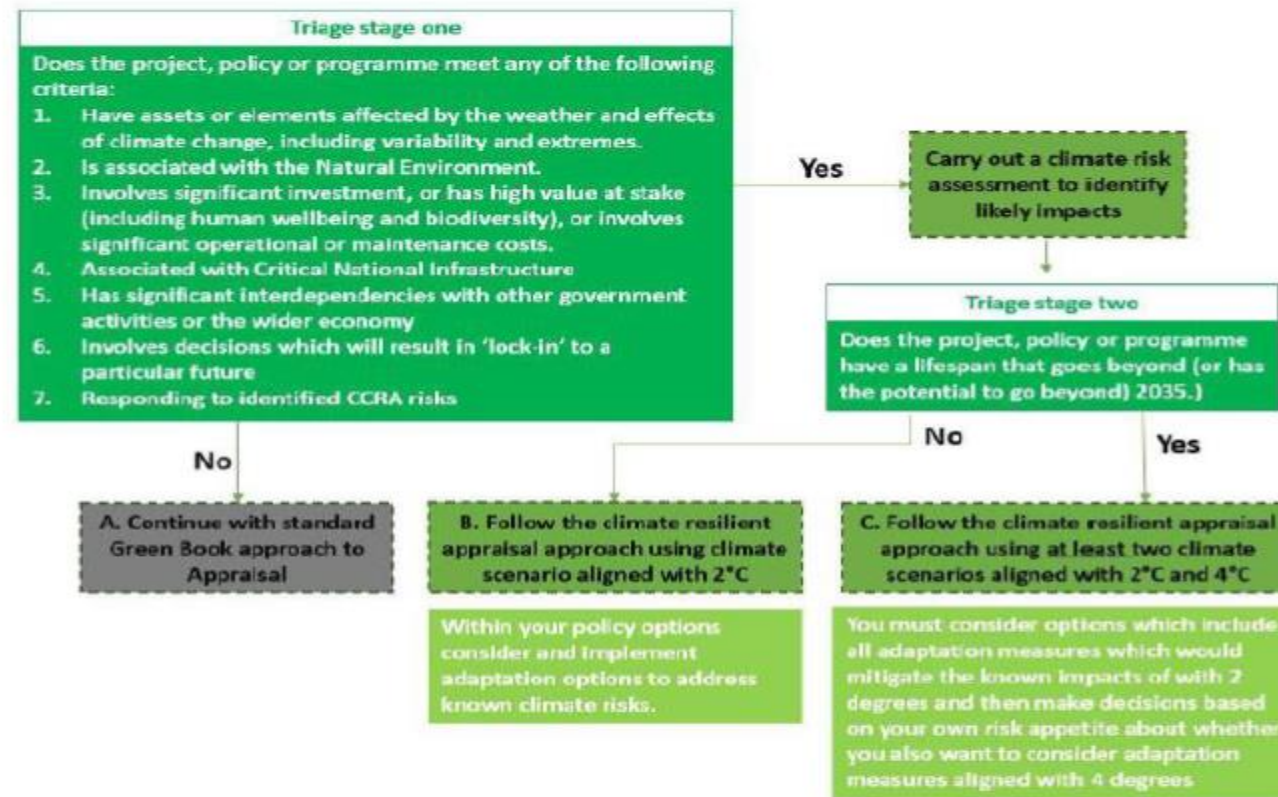 Triage stage one
Does the project, policy or programme meet any of the following
criteria:
1. Have assets or elements affected by the weather and effects
of climate change, including variability and extremes.
2. Is associated with the Natural Environment.
3. Involves significant investment, or has high value at stake
(including human wellbeing and biodiversity), or involves
significant operational or maintenance costs.
4. Associated with Critical National Infrastructure
5. Has significant interdependencies with other government
activities or the wider economy
6. Involves decisions which will result in ‘lock-in’ to a
particular future
7. Responding to identified CCRA risks
Yes
Carry out a climate risk
assessment to identify
likely impacts
Triage stage two
Does the project, policy or programme
have a lifespan that goes beyond (or has
the potential to go beyond) 2035.)
No
No
Yes
A. Continue with standard
Green Book approach to
Appraisal
B. Follow the climate resilient
appraisal approach using climate
scenario aligned with 2°C
C. Follow the climate resilient appraisal
approach using at least two climate
scenarios aligned with 2°C and 4°C
Within your policy options
consider and implement
adaptation options to address
known climate risks.
You must consider options which include
all adaptation measures which would
mitigate the known impacts of with 2
degrees and then make decisions based
on your own risk appetite about whether
you also want to consider adaptation
measures aligned with 4 degrees